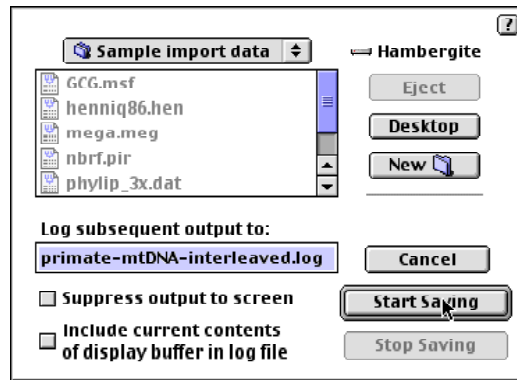 ?
Sample import data
Hambergite
GCG.msf
henniq86.hen
mega.meg
nbrf.pir
phylip_3x.dat
Eject
Desktop
New
Log subsequent output to:
primate-mtDNA-interleaved.log
Cancel
Suppress output to screen
Start Saving
Include current contents
of display buffer in log file
Stop Saving